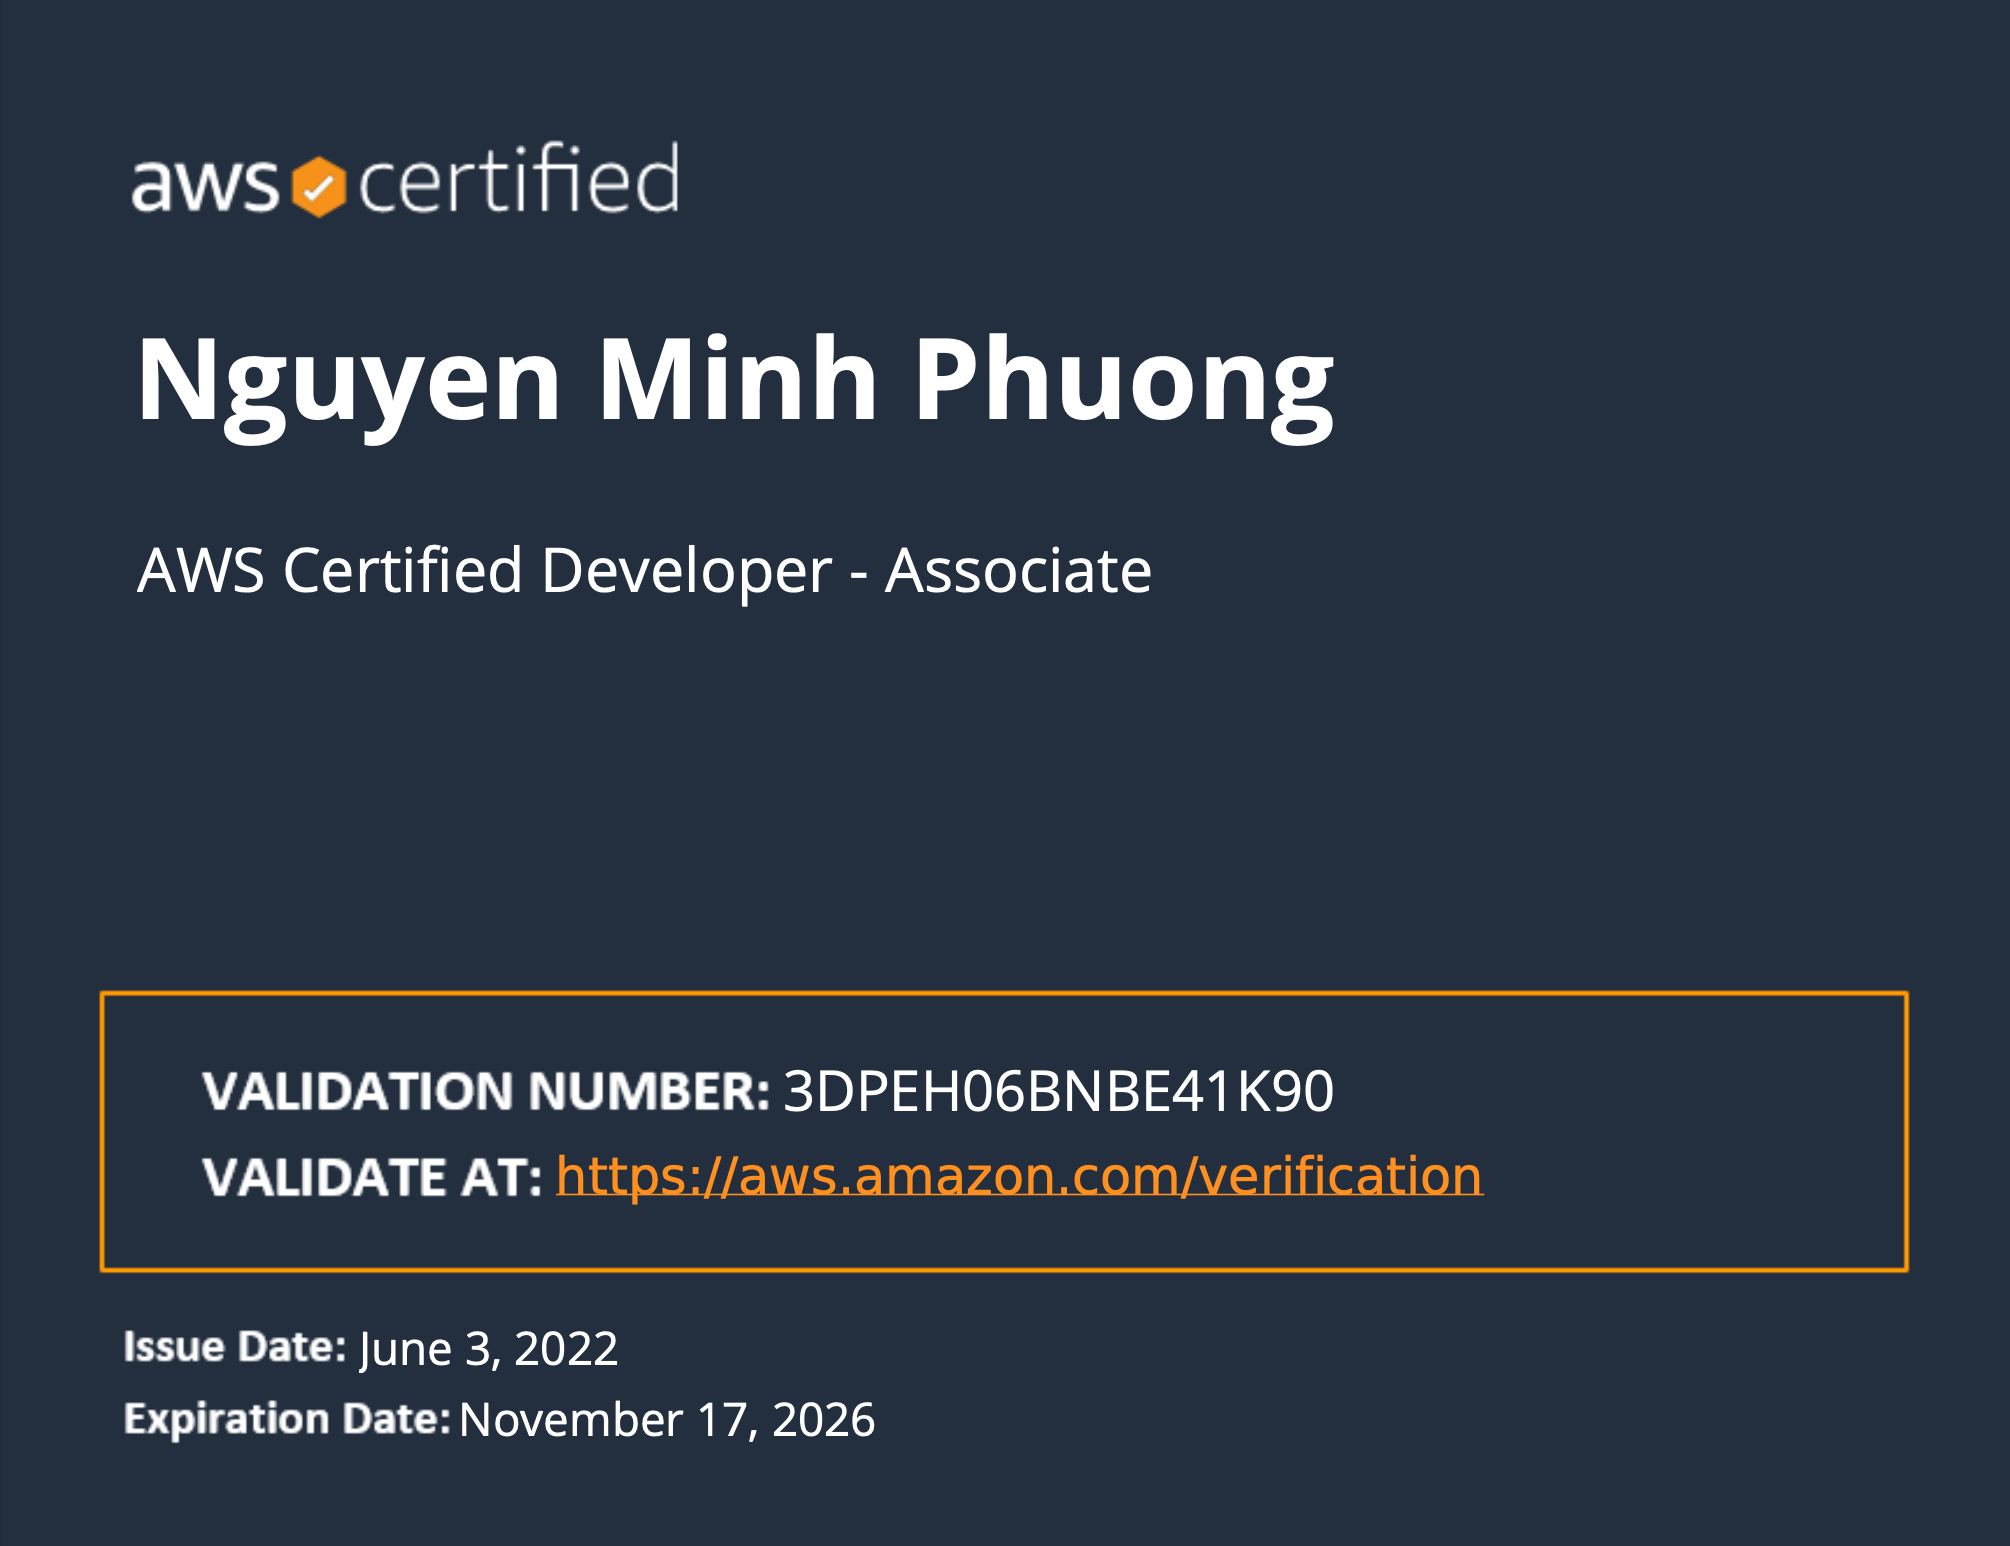 aws certified
Nguyen Minh Phuong
AWS Certified Developer - Associate
VALIDATION NUMBER: 3DPEH06BNBE41K90
VALIDATE AT: https://aws.amazon.com/verification
Issue Date: June 3, 2022
Expiration Date: November 17, 2026